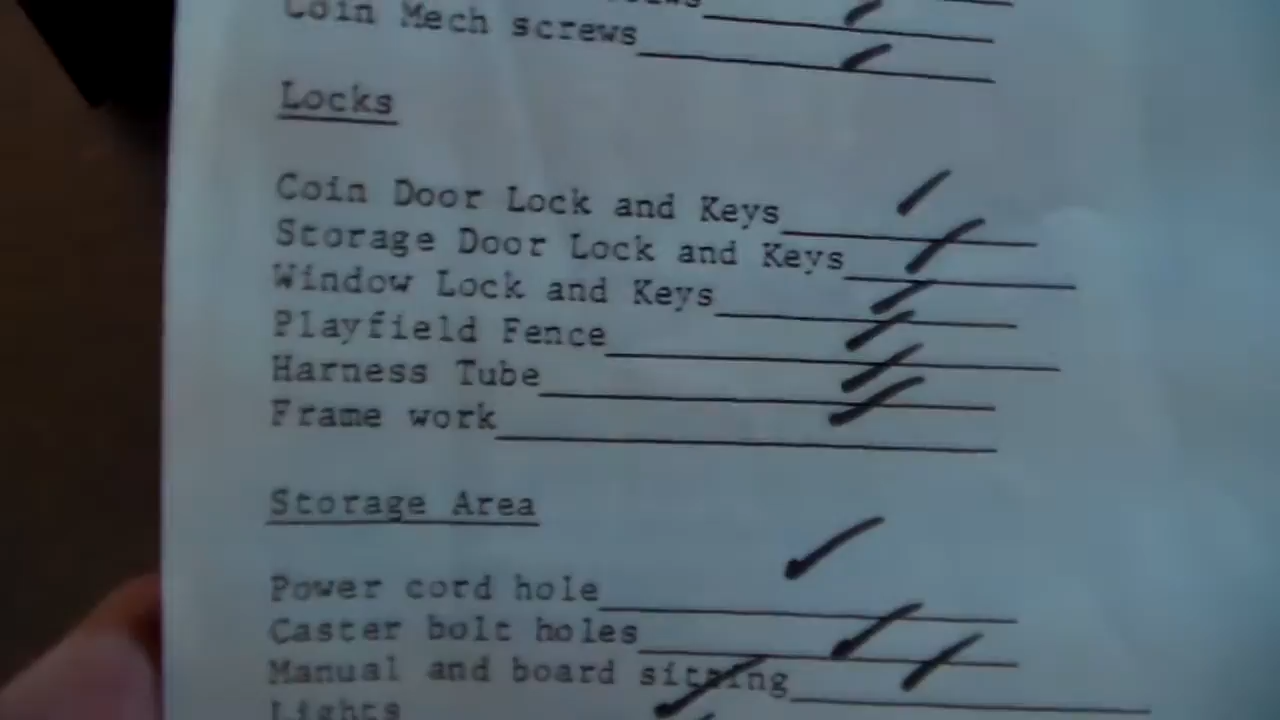 Coin Mech screws
Locks
Coin Door Lock and Keys
Storage Door Lock and Keys
Window Lock and Keys
Playfield Fence
Harness Tube
Frame work
Storage Area
Power cord hole
Caster bolt holes
Manual and board sitting
Lights